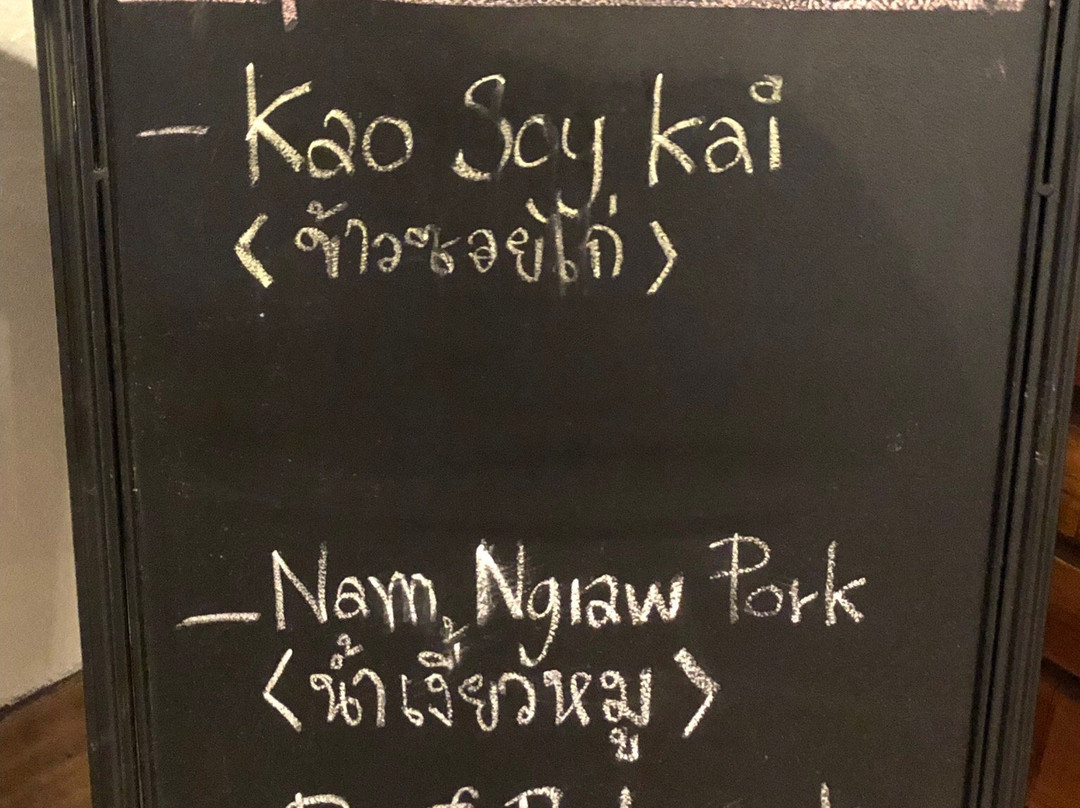 - Kao Soy kai
< ข้าวซอยไก่ >
- Nam Ngiaw Pork
< น้ำเงี้ยวหมู >